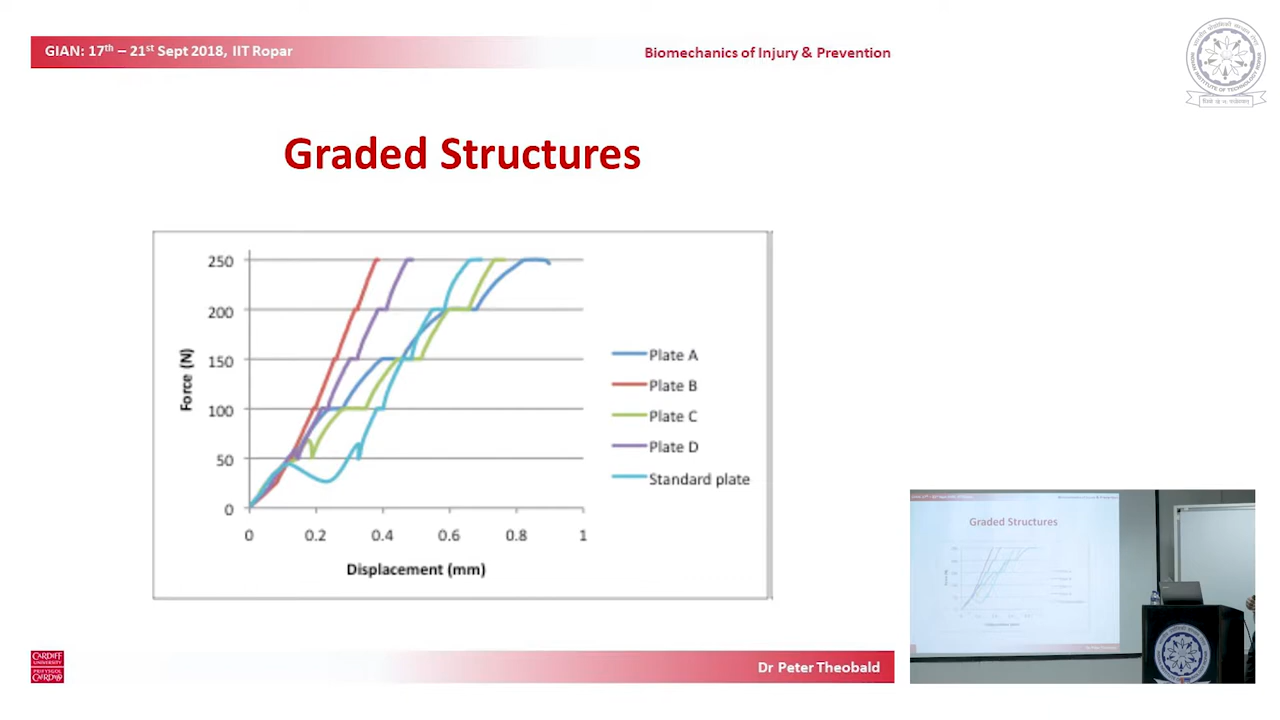 GIAN: 17th – 21st Sept 2018, IIT Ropar
Biomechanics of Injury & Prevention
Graded Structures
250
200
150
100
50
0
Force (N)
0 0.2 0.4 0.6 0.8 1
Displacement (mm)
Plate A
Plate B
Plate C
Plate D
Standard plate
CARDIFF
UNIVERSITY
PRIFYSGOL
CAERDYDD
Dr Peter Theobald
Graded Structures